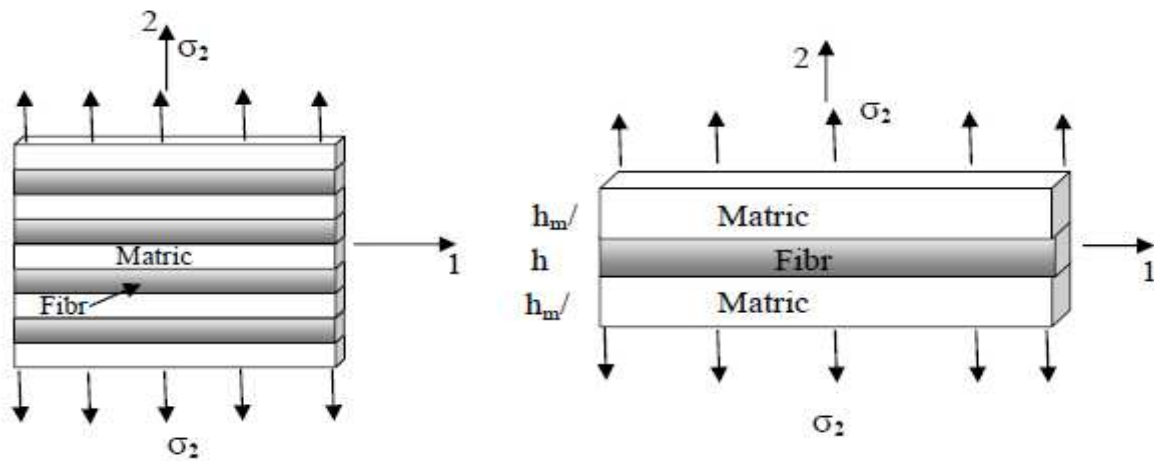 2
σ₂
Matric
Fibr
1
σ₂
2
σ₂
hₘ/
Matric
h
Fibr
1
hₘ/
Matric
σ₂